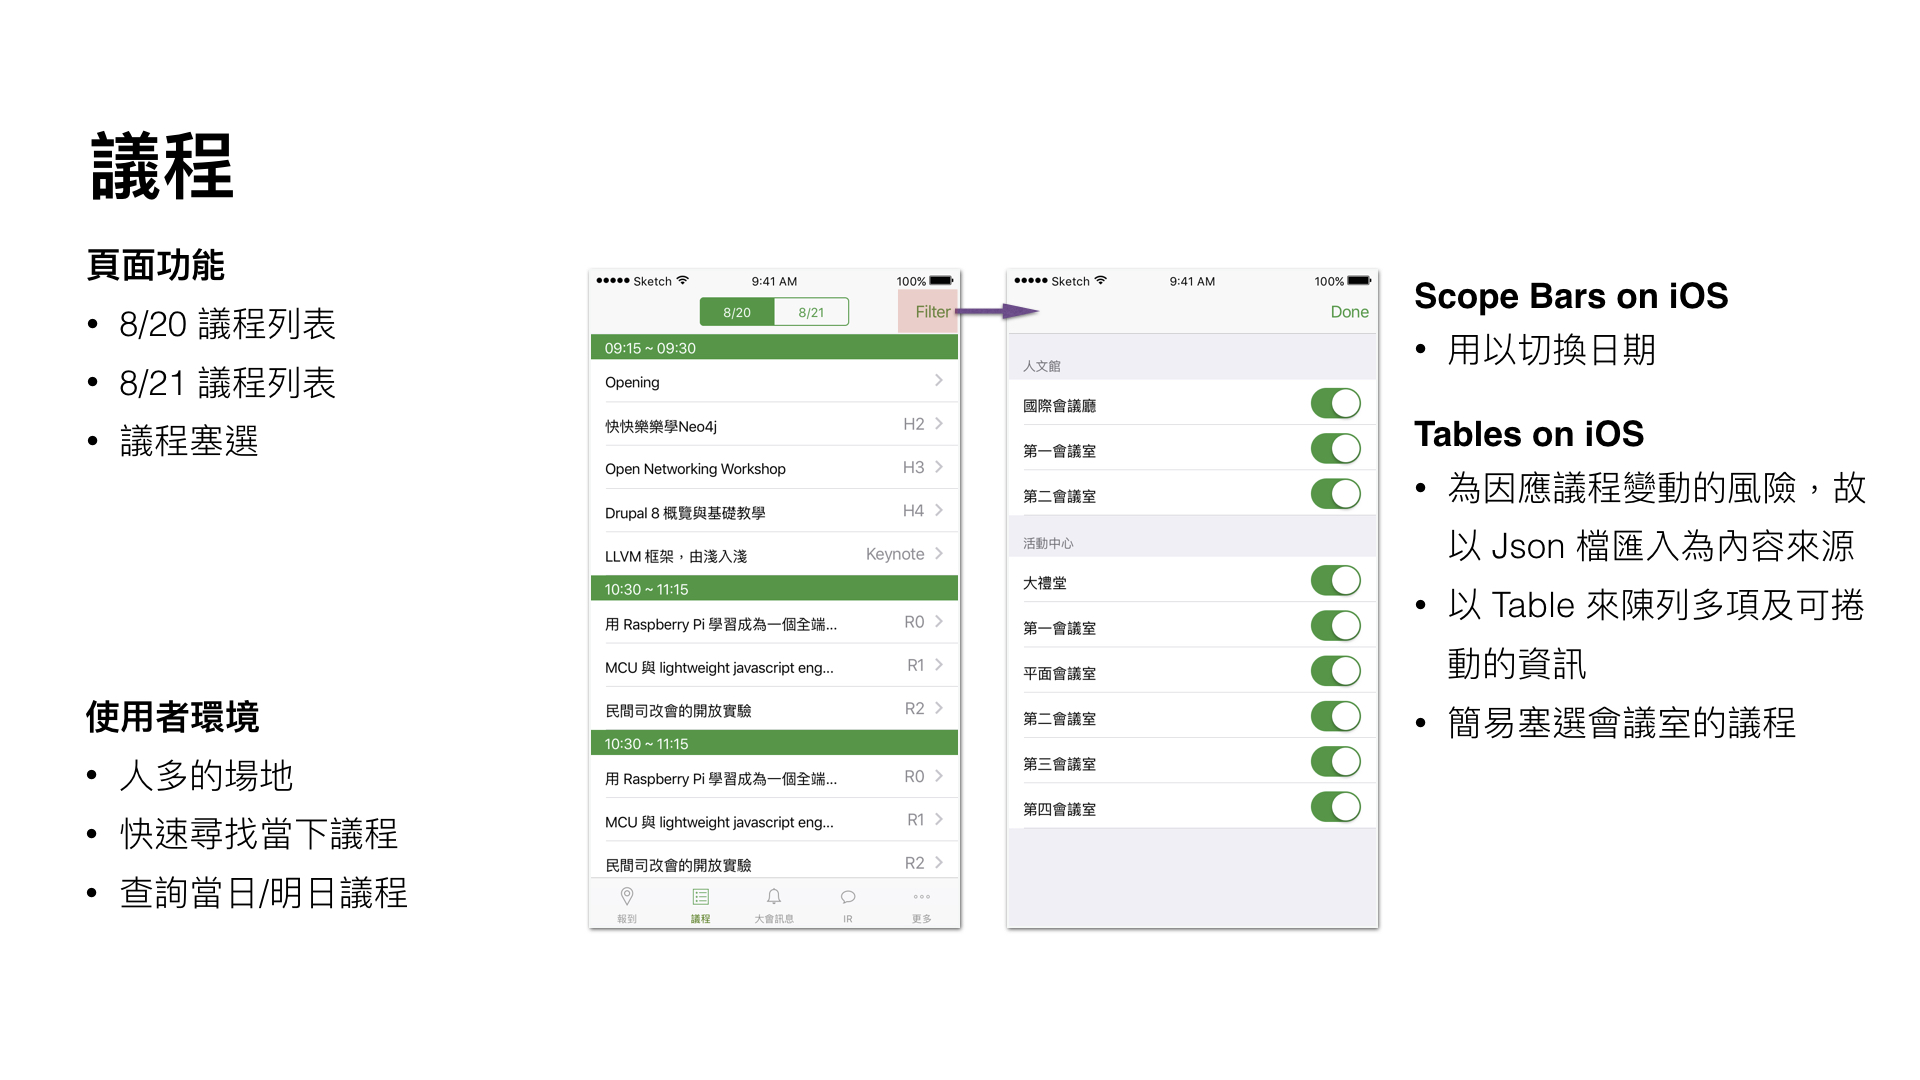 議程
頁面功能
• 8/20 議程列表
• 8/21 議程列表
• 議程塞選
使用者環境
• 人多的場地
• 快速尋找當下議程
• 查詢當日/明日議程
Sketch 9:41 AM 100%
8/20 8/21 Filter
09:15 ~ 09:30
Opening
快快樂樂學Neo4j H2
Open Networking Workshop H3
Drupal 8 概覽與基礎教學 H4
LLVM 框架，由淺入淺 Keynote
10:30 ~ 11:15
用 Raspberry Pi 學習成為一個全端... R0
MCU 與 lightweight javascript eng... R1
民間司改會的開放實驗 R2
10:30 ~ 11:15
用 Raspberry Pi 學習成為一個全端... R0
MCU 與 lightweight javascript eng... R1
民間司改會的開放實驗 R2
報到 議程 大會訊息 IR 更多
Sketch 9:41 AM 100%
Done
人文館
國際會議廳
第一會議室
第二會議室
活動中心
大禮堂
第一會議室
平面會議室
第二會議室
第三會議室
第四會議室
Scope Bars on iOS
• 用以切換日期
Tables on iOS
• 為因應議程變動的風險，故
以 Json 檔匯入為內容來源
• 以 Table 來陳列多項及可捲
動的資訊
• 簡易塞選會議室的議程